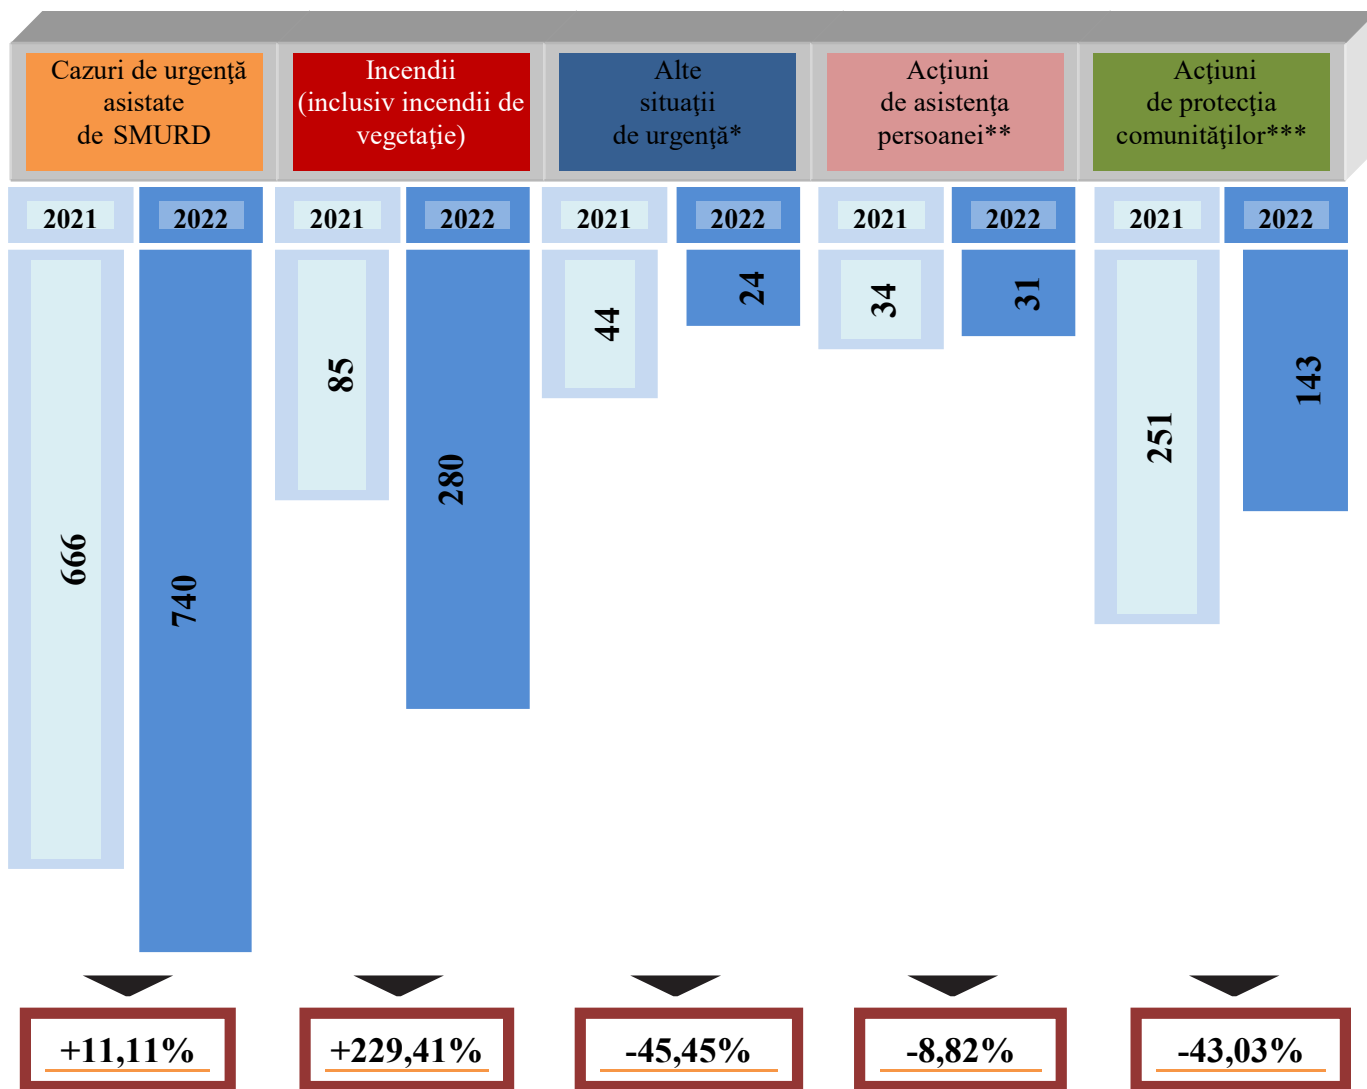 Cazuri de urgenţă
asistate
de SMURD
Incendii
(inclusiv incendii de
vegetaţie)
Alte
situaţii
de urgenţă*
Acţiuni
de asistenţa
persoanei**
Acţiuni
de protecţia
comunităţilor***
2021
2022
2021
2022
2021
2022
2021
2022
2021
2022
666
740
85
280
44
24
34
31
251
143
+11,11%
+229,41%
-45,45%
-8,82%
-43,03%